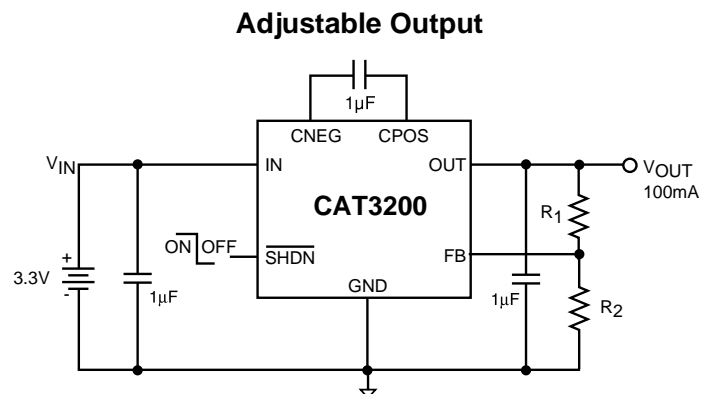 Adjustable Output
1µF
CNEG CPOS
VIN
IN
OUT
VOUT
100mA
CAT3200
R1
ON OFF
SHDN
FB
3.3V
+
-
1µF
GND
1µF
R2